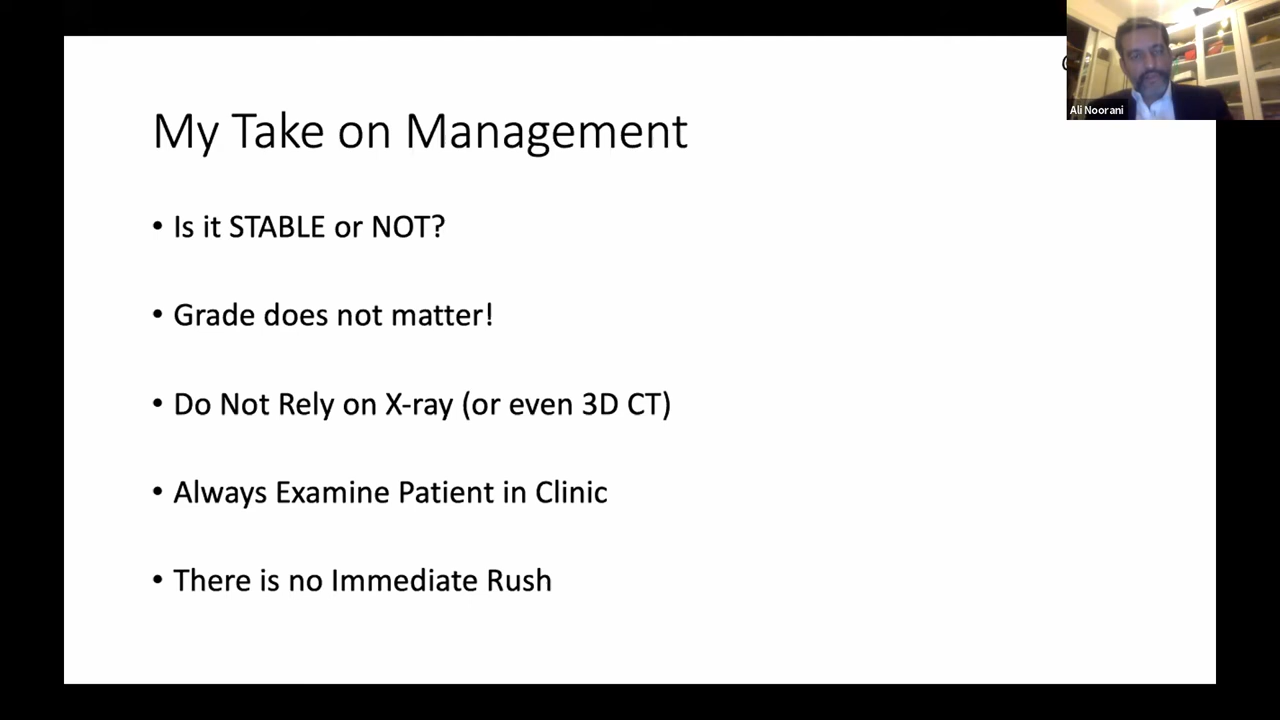 My Take on Management
• Is it STABLE or NOT?
• Grade does not matter!
• Do Not Rely on X-ray (or even 3D CT)
• Always Examine Patient in Clinic
• There is no Immediate Rush
Ali Noorani